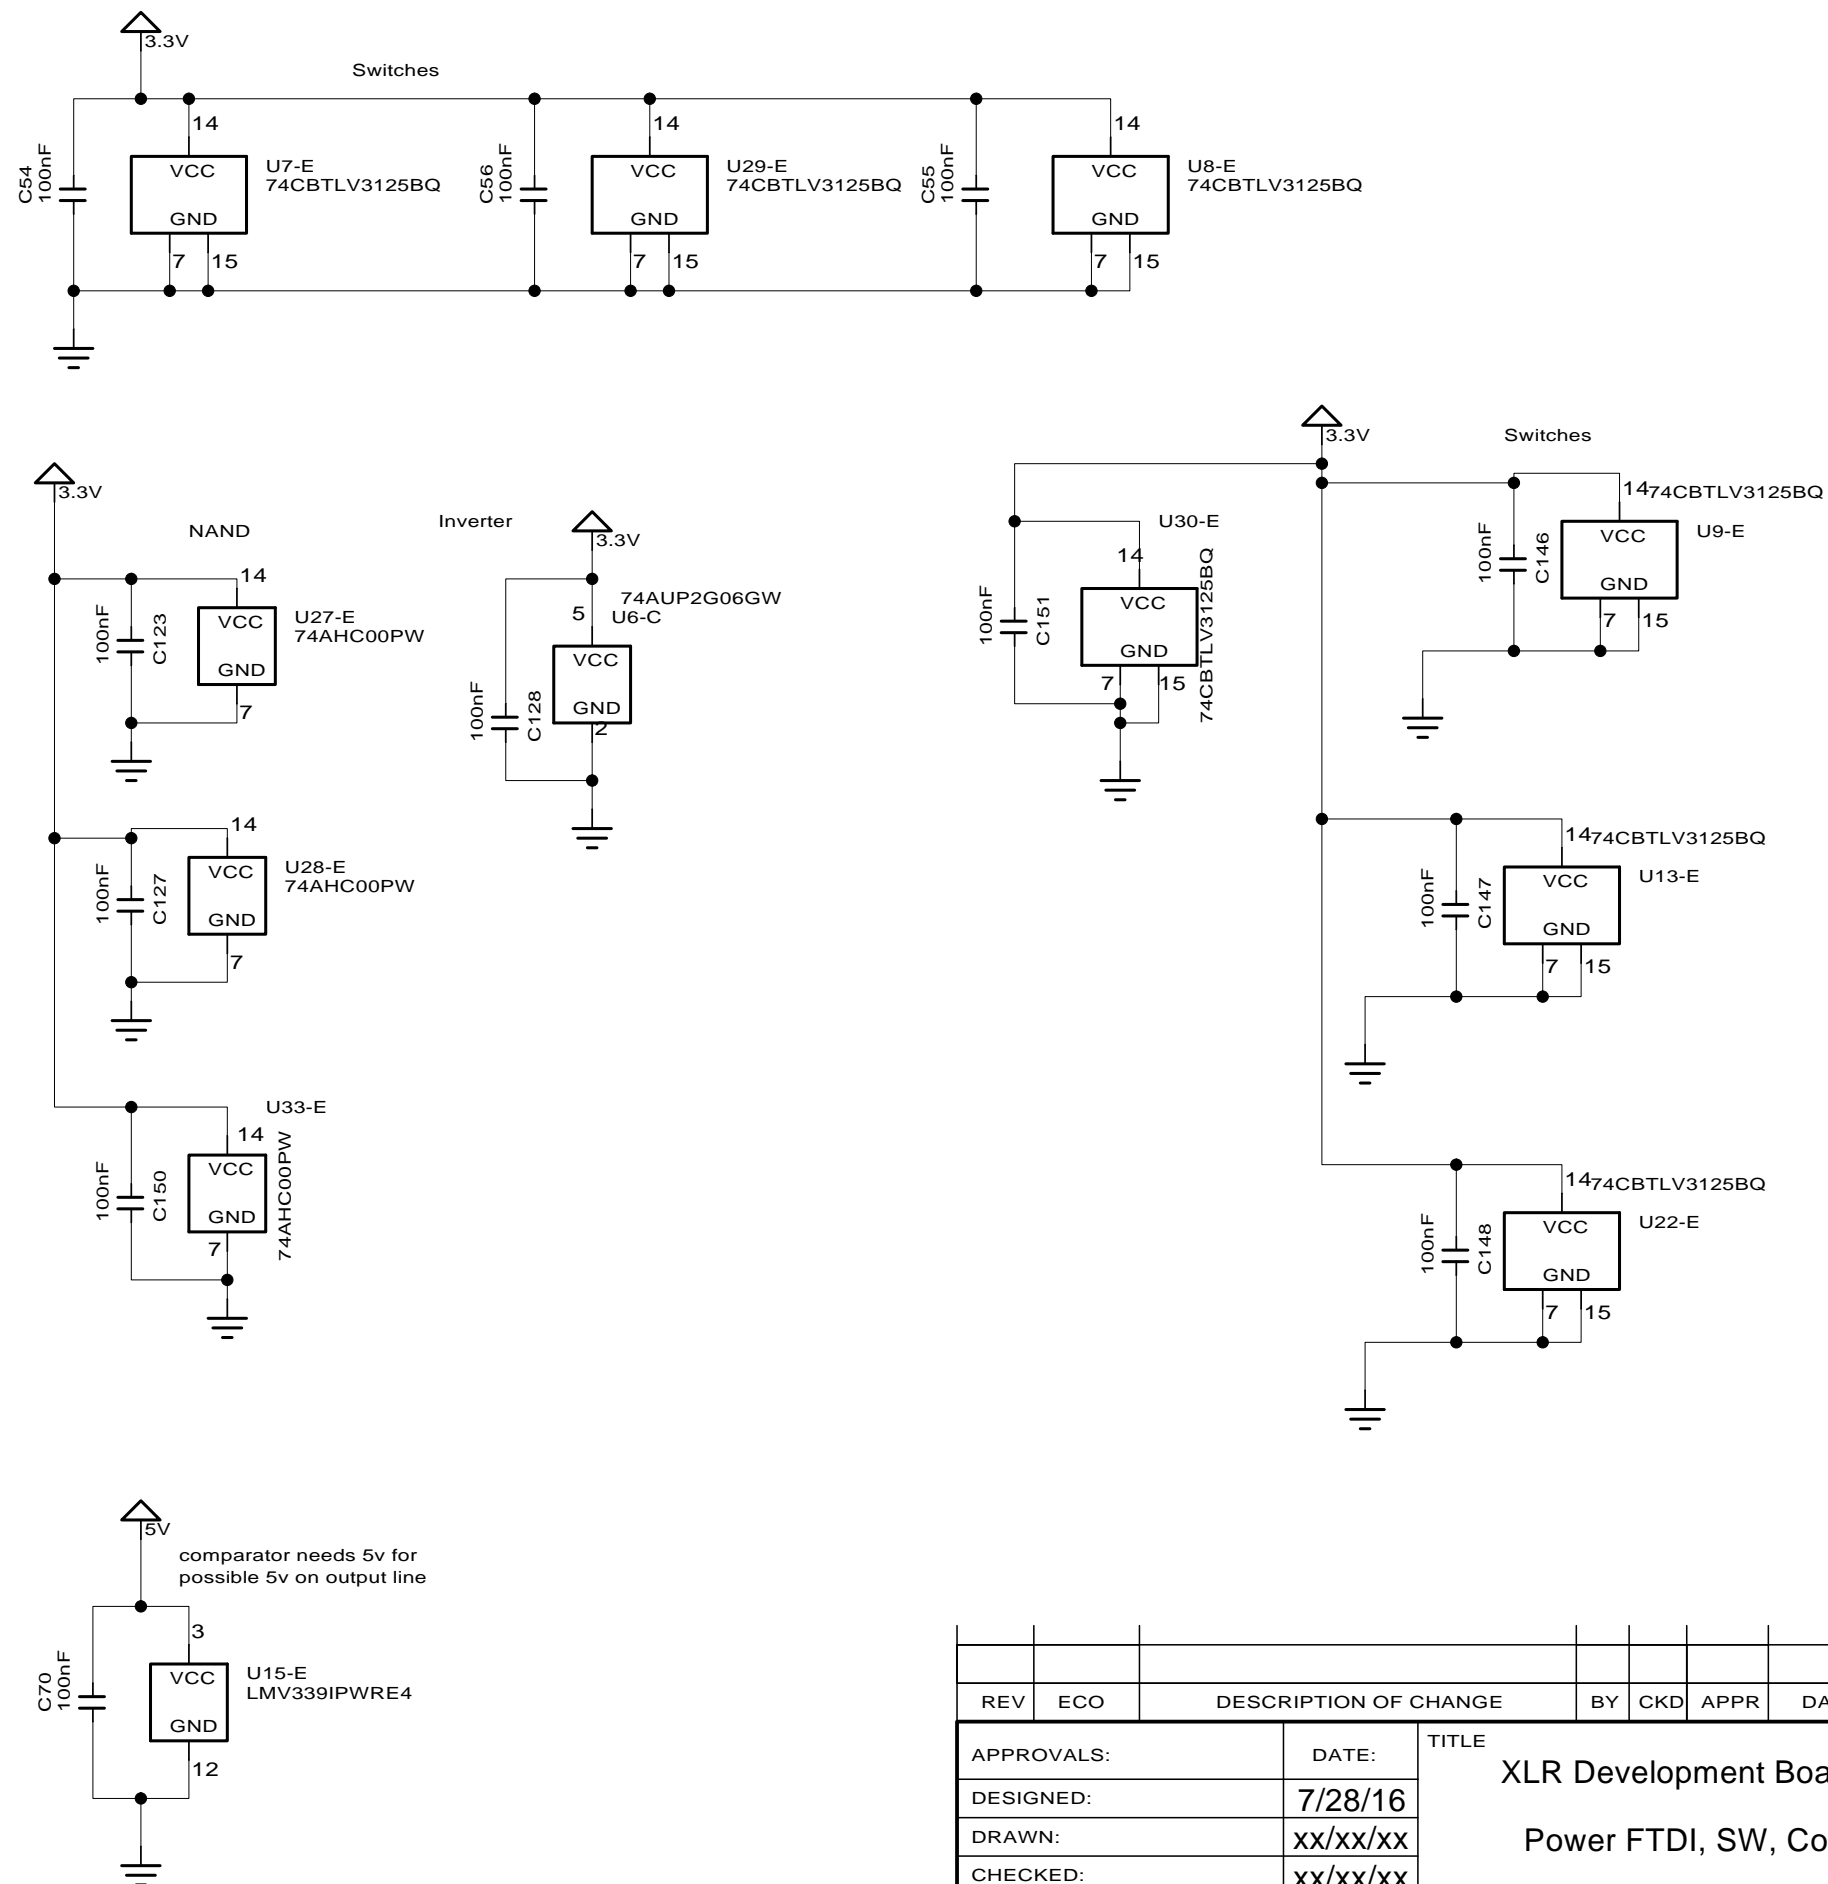 3.3V
Switches
C54
100nF
14
VCC
GND
7
15
U7-E
74CBTLV3125BQ
C56
100nF
14
VCC
GND
7
15
U29-E
74CBTLV3125BQ
C55
100nF
14
VCC
GND
7
15
U8-E
74CBTLV3125BQ
3.3V
NAND
100nF
C123
14
VCC
GND
7
U27-E
74AHC00PW
100nF
C127
14
VCC
GND
7
U28-E
74AHC00PW
100nF
C150
U33-E
14
VCC
GND
7
74AHC00PW
Inverter
3.3V
74AUP2G06GW
5 U6-C
100nF
C128
VCC
GND
2
3.3V
Switches
U30-E
100nF
C151
14
VCC
GND
7
15
74CBTLV3125BQ
100nF
C146
14 74CBTLV3125BQ
U9-E
VCC
GND
7
15
100nF
C147
14 74CBTLV3125BQ
U13-E
VCC
GND
7
15
100nF
C148
14 74CBTLV3125BQ
U22-E
VCC
GND
7
15
5V
comparator needs 5v for
possible 5v on output line
C70
100nF
3
VCC
GND
12
U15-E
LMV339IPWRE4
REV ECO DESCRIPTION OF CHANGE BY CKD APPR DA
APPROVALS: DATE:
DESIGNED: 7/28/16
DRAWN: xx/xx/xx
CHECKED: xx/xx/xx
TITLE
XLR Development Boa
Power FTDI, SW, Co